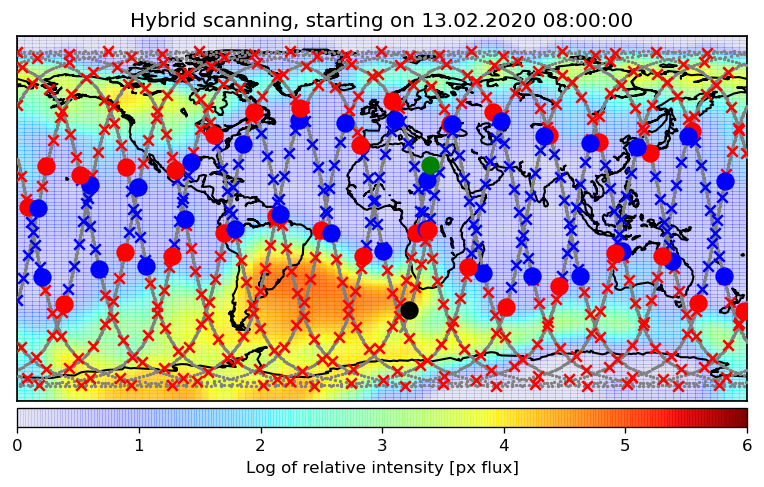 Hybrid scanning, starting on 13.02.2020 08:00:00
0 1 2 3 4 5 6
Log of relative intensity [px flux]